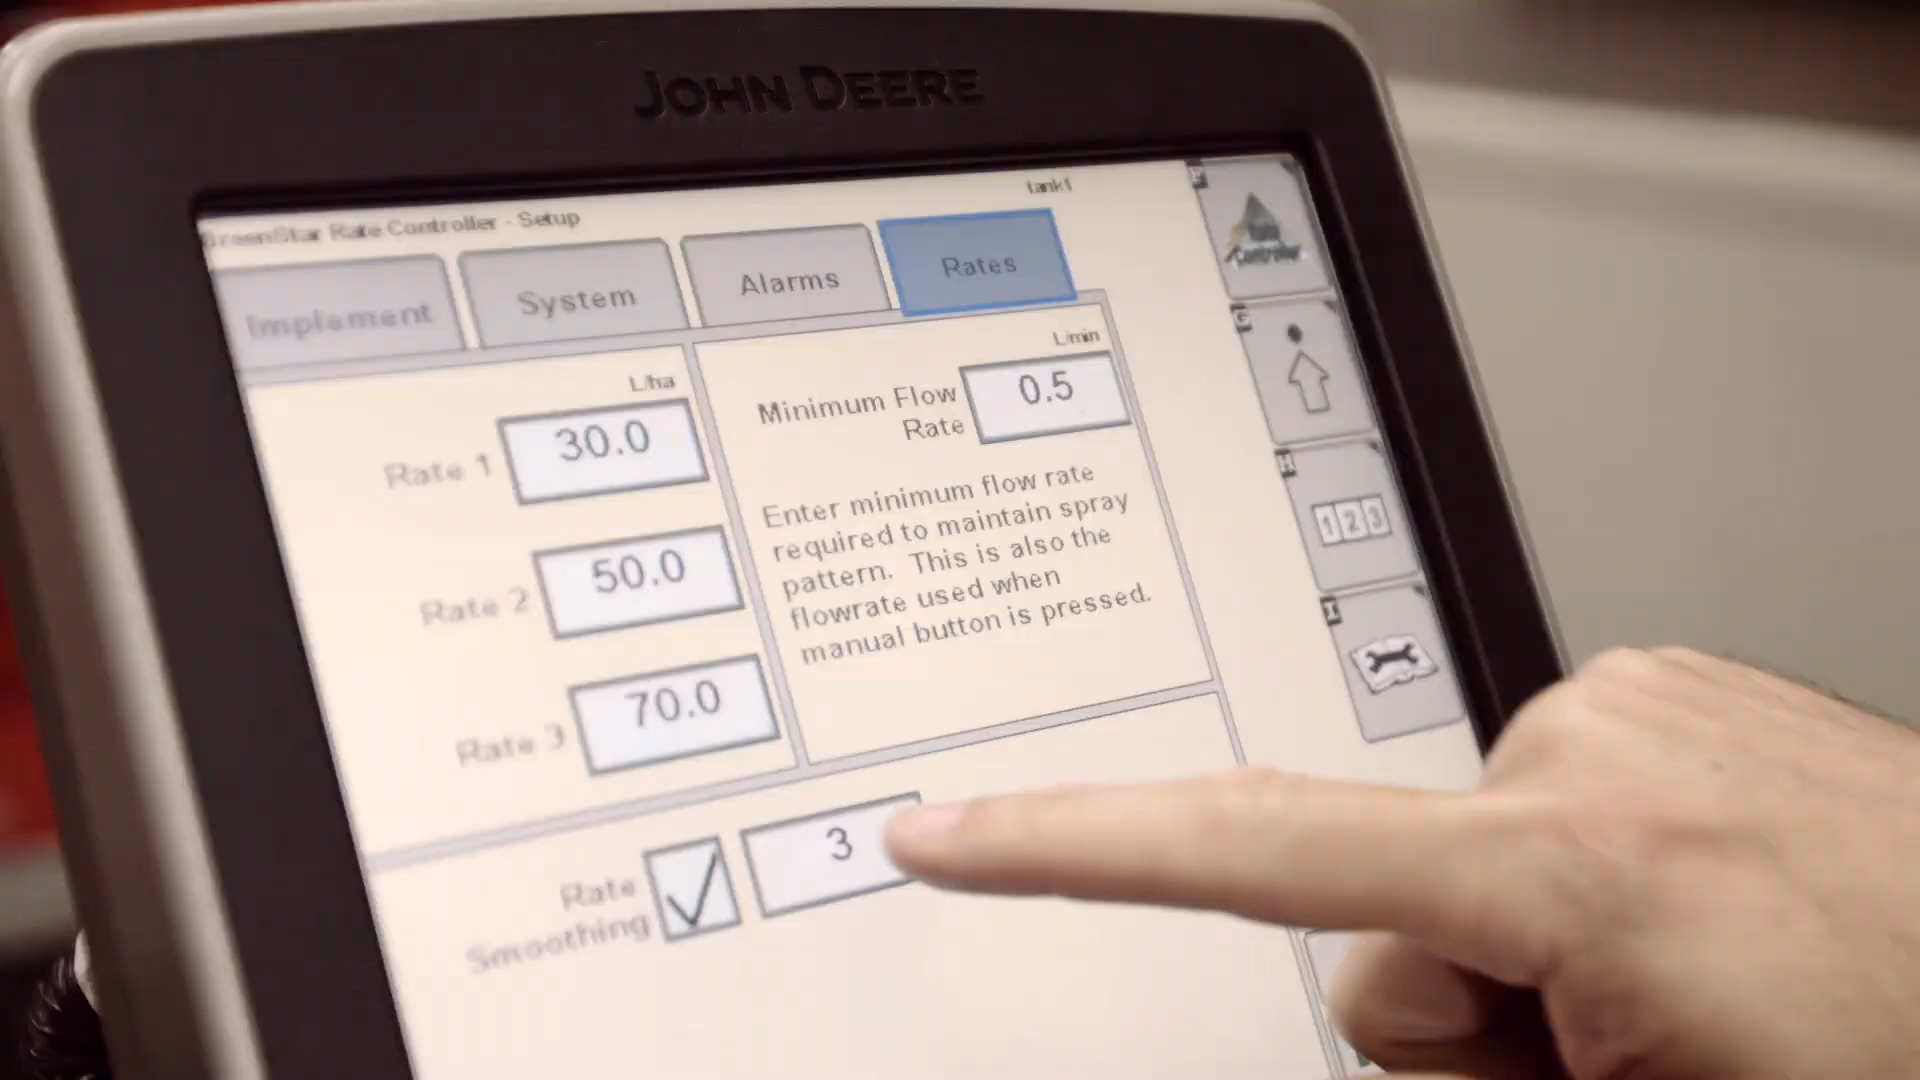 JOHN DEERE
GreenStar Rate Controller - Setup
tank1
Implement
System
Alarms
Rates
L/ha
Rate 1
30.0
Rate 2
50.0
Rate 3
70.0
L/min
Minimum Flow
Rate
0.5
Enter minimum flow rate
required to maintain spray
pattern. This is also the
flowrate used when
manual button is pressed.
Rate
Smoothing
3
F
Controller
G
H
123
I